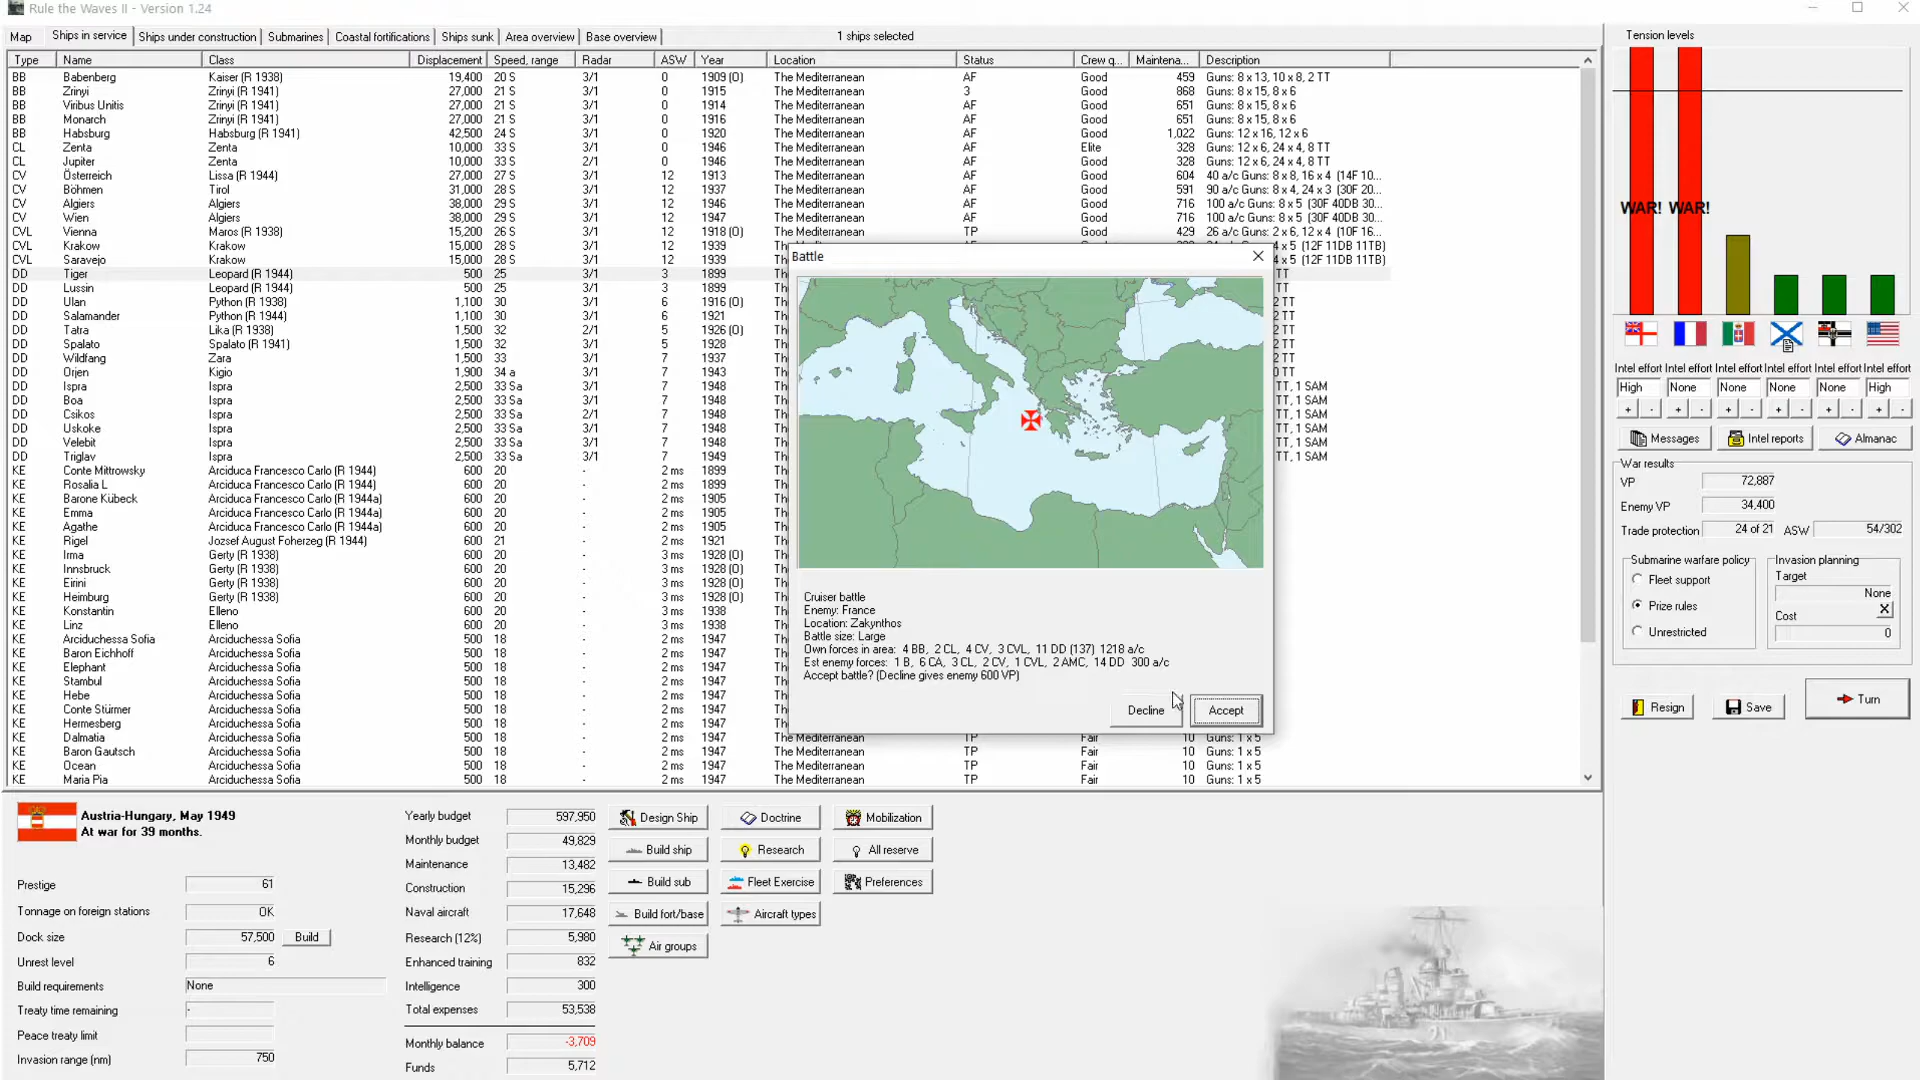 Rule the Waves II - Version 1.24
Map Ships in service Ships under construction Submarines Coastal fortifications Ships sunk Area overview Base overview 1 ships selected
Type Name Class Displacement Speed, range Radar ASW Year Location Status Crew q... Maintena... Description
BB Babenberg Kaiser (R 1938) 19,400 20 S 3/1 0 1909 (O) The Mediterranean AF Good 459 Guns: 8 x 13, 10 x 8, 2 TT
BB Zrinyi Zrinyi (R 1941) 27,000 21 S 3/1 0 1915 The Mediterranean 3 Good 868 Guns: 8 x 15, 8 x 6
BB Viribus Unitis Zrinyi (R 1941) 27,000 21 S 3/1 0 1914 The Mediterranean AF Good 651 Guns: 8 x 15, 8 x 6
BB Monarch Zrinyi (R 1941) 27,000 21 S 3/1 0 1916 The Mediterranean AF Good 651 Guns: 8 x 15, 8 x 6
BB Habsburg Habsburg (R 1941) 42,500 24 S 3/1 0 1920 The Mediterranean AF Good 1,022 Guns: 12 x 16, 12 x 6
CL Zenta Zenta 10,000 33 S 3/1 0 1946 The Mediterranean AF Elite 328 Guns: 12 x 6, 24 x 4, 8 TT
CL Jupiter Zenta 10,000 33 S 2/1 0 1946 The Mediterranean AF Good 328 Guns: 12 x 6, 24 x 4, 8 TT
CV Österreich Lissa (R 1944) 31,000 27 S 3/1 12 1913 The Mediterranean AF Good 604 40 a/c Guns: 8 x 8, 16 x 4 (14F 10...
CV Böhmen Tirol 31,000 28 S 3/1 12 1937 The Mediterranean AF Good 591 90 a/c Guns: 8 x 4, 24 x 3 (30F 20...
CV Algiers Algiers 38,000 29 S 3/1 12 1946 The Mediterranean AF Good 716 100 a/c Guns: 8 x 5 (30F 40DB 30...
CV Wien Algiers 38,000 29 S 3/1 12 1947 The Mediterranean AF Good 716 100 a/c Guns: 8 x 5 (30F 40DB 30...
CVL Vienna Maros (R 1938) 15,200 26 S 3/1 12 1918 (O) The Mediterranean TP Good 429 26 a/c Guns: 2 x 6, 12 x 4 (10F 16...
CVL Krakow Krakow 15,000 28 S 3/1 12 1939 4 x 5 (12F 11DB 11TB)
CVL Saravejo Krakow 15,000 28 S 3/1 12 1939 4 x 5 (12F 11DB 11TB)
DD Tiger Leopard (R 1944) 500 25 3/1 3 1899 TT
DD Lussin Leopard (R 1944) 500 25 3/1 3 1899 TT
DD Ulan Python (R 1938) 1,100 30 3/1 6 1916 (O) 2 TT
DD Salamander Python (R 1944) 1,100 30 3/1 6 1921 2 TT
DD Tatra Lika (R 1938) 1,500 32 2/1 5 1926 (O) 2 TT
DD Spalato Spalato (R 1941) 1,500 32 3/1 5 1928 2 TT
DD Wildfang Zara 1,500 33 3/1 7 1937 2 TT
DD Orjen Kigio 1,900 34 a 3/1 7 1943 0 TT
DD Ispra Ispra 2,500 33 Sa 3/1 7 1948 TT, 1 SAM
DD Boa Ispra 2,500 33 Sa 3/1 7 1948 TT, 1 SAM
DD Csikos Ispra 2,500 33 Sa 2/1 7 1948 TT, 1 SAM
DD Uskoke Ispra 2,500 33 Sa 3/1 7 1948 TT, 1 SAM
DD Velebit Ispra 2,500 33 Sa 2/1 7 1948 TT, 1 SAM
DD Triglav Ispra 2,500 33 Sa 3/1 7 1949 TT, 1 SAM
KE Conte Mittrowsky Arciduca Francesco Carlo (R 1944) 600 20 - 2 ms 1899
KE Rosalia L Arciduca Francesco Carlo (R 1944) 600 20 - 2 ms 1899
KE Barone Kübeck Arciduca Francesco Carlo (R 1944a) 600 20 - 2 ms 1905
KE Emma Arciduca Francesco Carlo (R 1944a) 600 20 - 2 ms 1905
KE Agathe Arciduca Francesco Carlo (R 1944a) 600 20 - 2 ms 1905
KE Rigel Jozsef August Foherzeg (R 1944) 600 21 - 2 ms 1921
KE Irma Gerty (R 1938) 600 20 - 3 ms 1928 (O)
KE Innsbruck Gerty (R 1938) 600 20 - 3 ms 1928 (O)
KE Eirini Gerty (R 1938) 600 20 - 3 ms 1928 (O)
KE Heimburg Gerty (R 1938) 600 20 - 3 ms 1928 (O)
KE Konstantin Elleno 600 20 - 3 ms 1938
KE Linz Elleno 600 20 - 3 ms 1938
KE Arciduchessa Sofia Arciduchessa Sofia 500 18 - 2 ms 1947
KE Baron Eichhoff Arciduchessa Sofia 500 18 - 2 ms 1947
KE Elephant Arciduchessa Sofia 500 18 - 2 ms 1947
KE Stambul Arciduchessa Sofia 500 18 - 2 ms 1947
KE Hebe Arciduchessa Sofia 500 18 - 2 ms 1947
KE Conte Stürmer Arciduchessa Sofia 500 18 - 2 ms 1947
KE Hermesberg Arciduchessa Sofia 500 18 - 2 ms 1947
KE Dalmatia Arciduchessa Sofia 500 18 - 2 ms 1947 The Mediterranean TP Fair 10 Guns: 1 x 5
KE Baron Gautsch Arciduchessa Sofia 500 18 - 2 ms 1947 The Mediterranean TP Fair 10 Guns: 1 x 5
KE Ocean Arciduchessa Sofia 500 18 - 2 ms 1947 The Mediterranean TP Fair 10 Guns: 1 x 5
KE Maria Pia Arciduchessa Sofia 500 18 - 2 ms 1947 The Mediterranean TP Fair 10 Guns: 1 x 5
Battle
Cruiser battle
Enemy: France
Location: Zakynthos
Battle size: Large
Own forces in area: 4 BB, 2 CL, 4 CV, 3 CVL, 11 DD (137) 1218 a/c
Est enemy forces: 1 B, 6 CA, 3 CL, 2 CV, 1 CVL, 2 AMC, 14 DD 300 a/c
Accept battle? (Decline gives enemy 600 VP)
Decline Accept
Tension levels
WAR! WAR!
Intel effort Intel effort Intel effort Intel effort Intel effort Intel effort
High None None None None High
+ - + - + - + - + - + -
Messages Intel reports Almanac
War results
VP 72,887
Enemy VP 34,400
Trade protection 24 of 21 ASW 54/302
Submarine warfare policy
Fleet support
Prize rules
Unrestricted
Invasion planning
Target
None
Cost
0
Resign Save Turn
Austria-Hungary, May 1949
At war for 39 months.
Prestige 61
Tonnage on foreign stations OK
Dock size 57,500 Build
Unrest level 6
Build requirements None
Treaty time remaining -
Peace treaty limit
Invasion range (nm) 750
Yearly budget 597,950
Monthly budget 49,829
Maintenance 13,482
Construction 15,296
Naval aircraft 17,648
Research (12%) 5,980
Enhanced training 832
Intelligence 300
Total expenses 53,538
Monthly balance -3,709
Funds 5,712
Design Ship Doctrine Mobilization
Build ship Research All reserve
Build sub Fleet Exercise Preferences
Build fort/base Aircraft types
Air groups